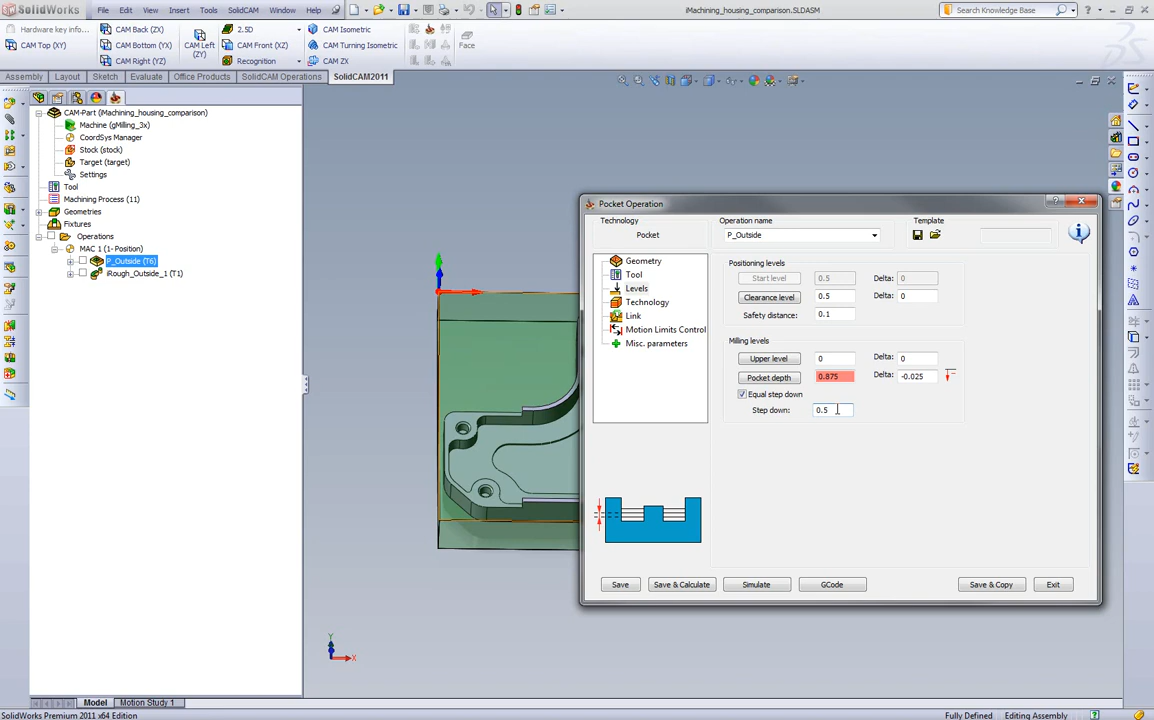 SolidWorks File Edit View Insert Tools SolidCAM Window Help iMachining_housing_comparison.SLDASM Search Knowledge Base
Hardware key info... CAM Back (ZX) 2.5D CAM Isometric
CAM Top (XY) CAM Bottom (YX) CAM Left (ZY) CAM Front (XZ) CAM Turning Isometric Face
CAM Right (YZ) Recognition CAM ZX
Assembly Layout Sketch Evaluate Office Products SolidCAM Operations SolidCAM2011
CAM-Part (iMachining_housing_comparison)
Machine (gMilling_3x)
CoordSys Manager
Stock (stock)
Target (target)
Settings
Tool
Machining Process (11)
Geometries
Fixtures
Operations
MAC 1 (1- Position)
P_Outside (T6)
iRough_Outside_1 (T1)
Pocket Operation
Technology
Pocket
Operation name
P_Outside
Template
Geometry
Tool
Levels
Technology
Link
Motion Limits Control
Misc. parameters
Positioning levels
Start level 0.5 Delta: 0
Clearance level 0.5 Delta: 0
Safety distance: 0.1
Milling levels
Upper level 0 Delta: 0
Pocket depth 0.875 Delta: -0.025
Equal step down
Step down: 0.5
Save Save & Calculate Simulate GCode Save & Copy Exit
Y
X
Model Motion Study 1
SolidWorks Premium 2011 x64 Edition Fully Defined Editing Assembly